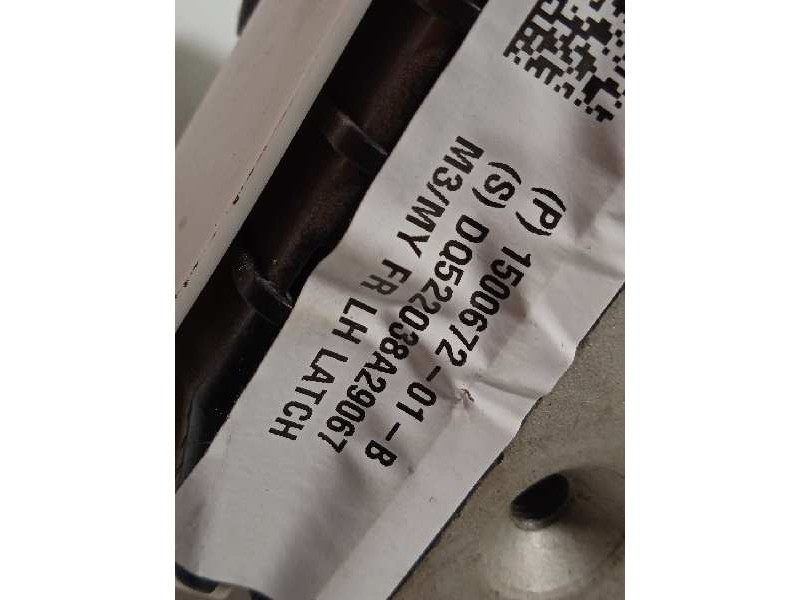 (P) 1500672-01-B
(S) DQ522038A29067
M3/MY FR LH LATCH